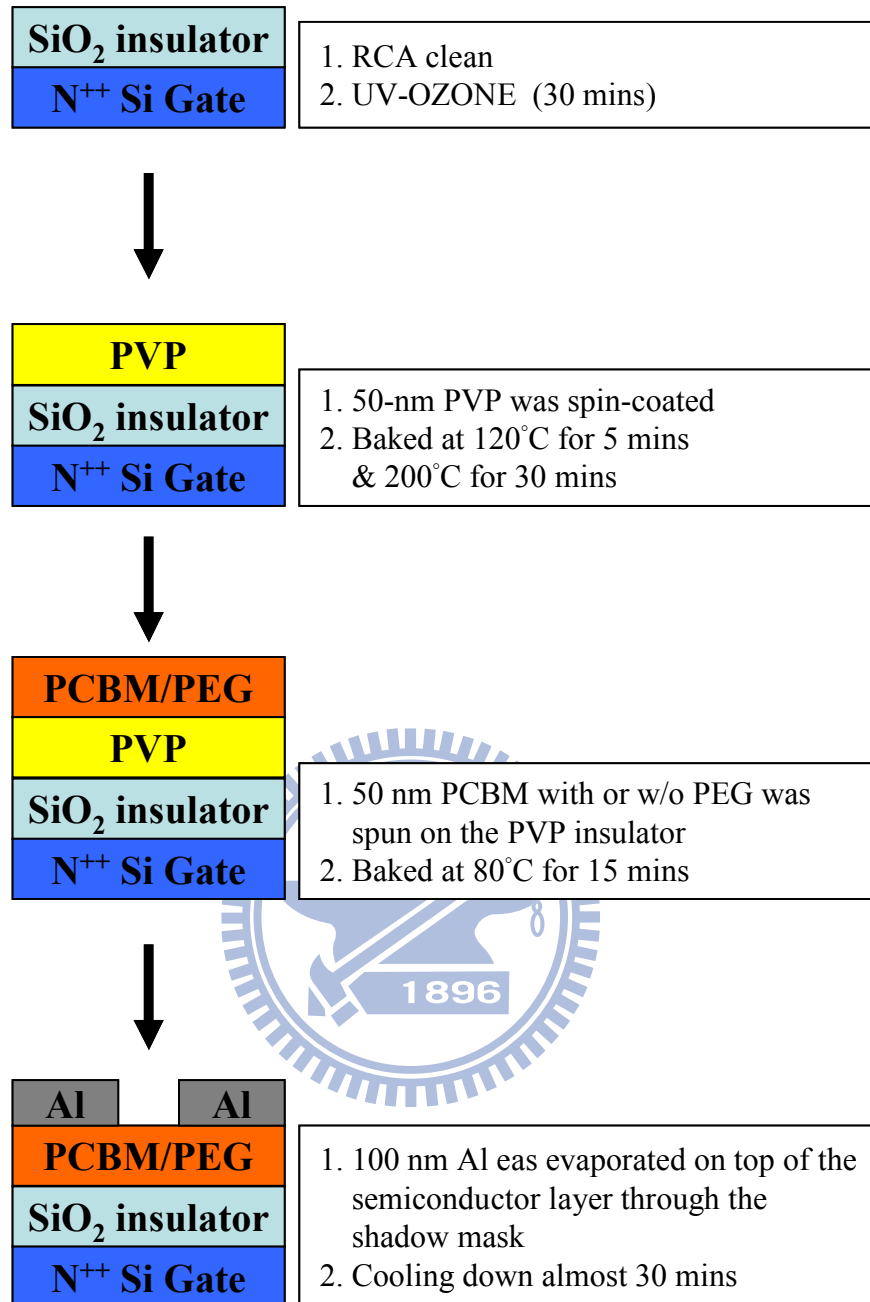 SiO₂ insulator
N⁺⁺ Si Gate
1. RCA clean
2. UV-OZONE (30 mins)
PVP
SiO₂ insulator
N⁺⁺ Si Gate
1. 50-nm PVP was spin-coated
2. Baked at 120°C for 5 mins
& 200°C for 30 mins
PCBM/PEG
PVP
SiO₂ insulator
N⁺⁺ Si Gate
1. 50 nm PCBM with or w/o PEG was
spun on the PVP insulator
2. Baked at 80°C for 15 mins
1896
Al Al
PCBM/PEG
SiO₂ insulator
N⁺⁺ Si Gate
1. 100 nm Al eas evaporated on top of the
semiconductor layer through the
shadow mask
2. Cooling down almost 30 mins